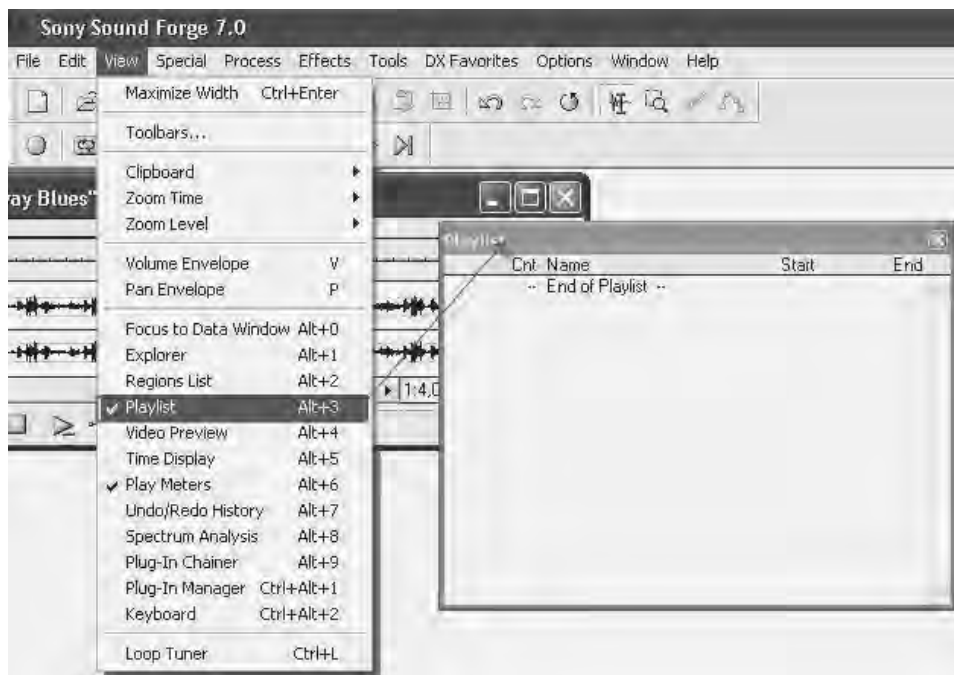 Sony Sound Forge 7.0
File Edit View Special Process Effects Tools DX Favorites Options Window Help
Maximize Width Ctrl+Enter
Toolbars...
Clipboard
Zoom Time
Zoom Level
Volume Envelope V
Pan Envelope P
Focus to Data Window Alt+0
Explorer Alt+1
Regions List Alt+2
Playlist Alt+3
Video Preview Alt+4
Time Display Alt+5
Play Meters Alt+6
Undo/Redo History Alt+7
Spectrum Analysis Alt+8
Plug-In Chainer Alt+9
Plug-In Manager Ctrl+Alt+1
Keyboard Ctrl+Alt+2
Loop Tuner Ctrl+L
ay Blues"
1:4,0
Playlist
Cnt Name Start End
-- End of Playlist --